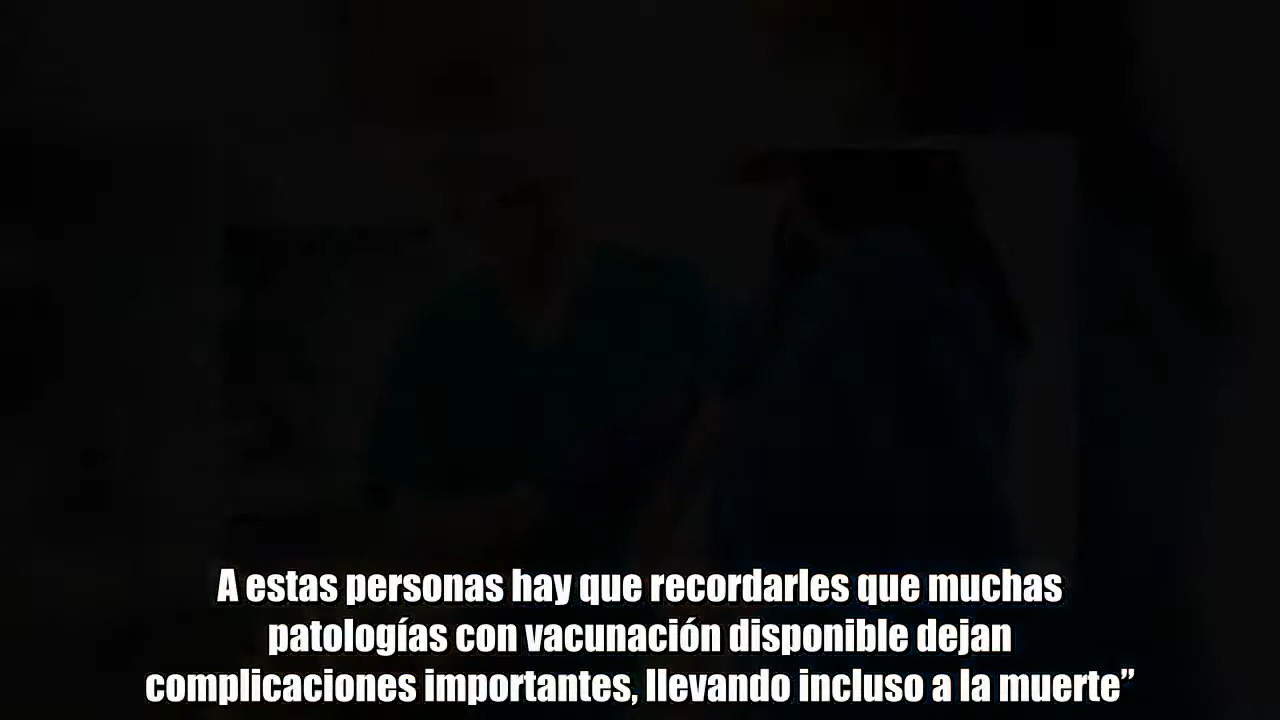 A estas personas hay que recordarles que muchas
patologías con vacunación disponible dejan
complicaciones importantes, llevando incluso a la muerte”